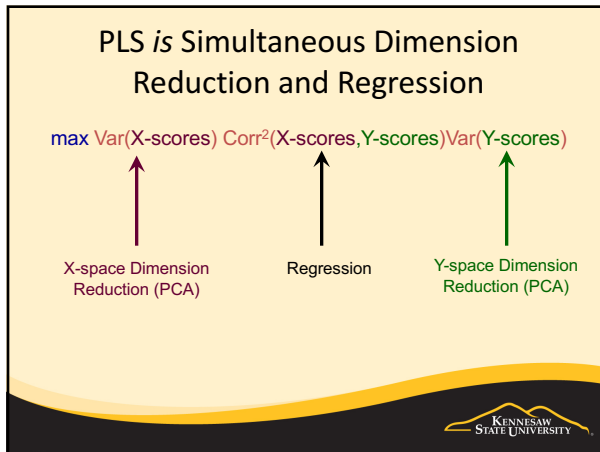 PLS is Simultaneous Dimension
Reduction and Regression
max Var(X-scores) Corr²(X-scores,Y-scores)Var(Y-scores)
X-space Dimension
Reduction (PCA)
Regression
Y-space Dimension
Reduction (PCA)
KENNESAW
STATE UNIVERSITY